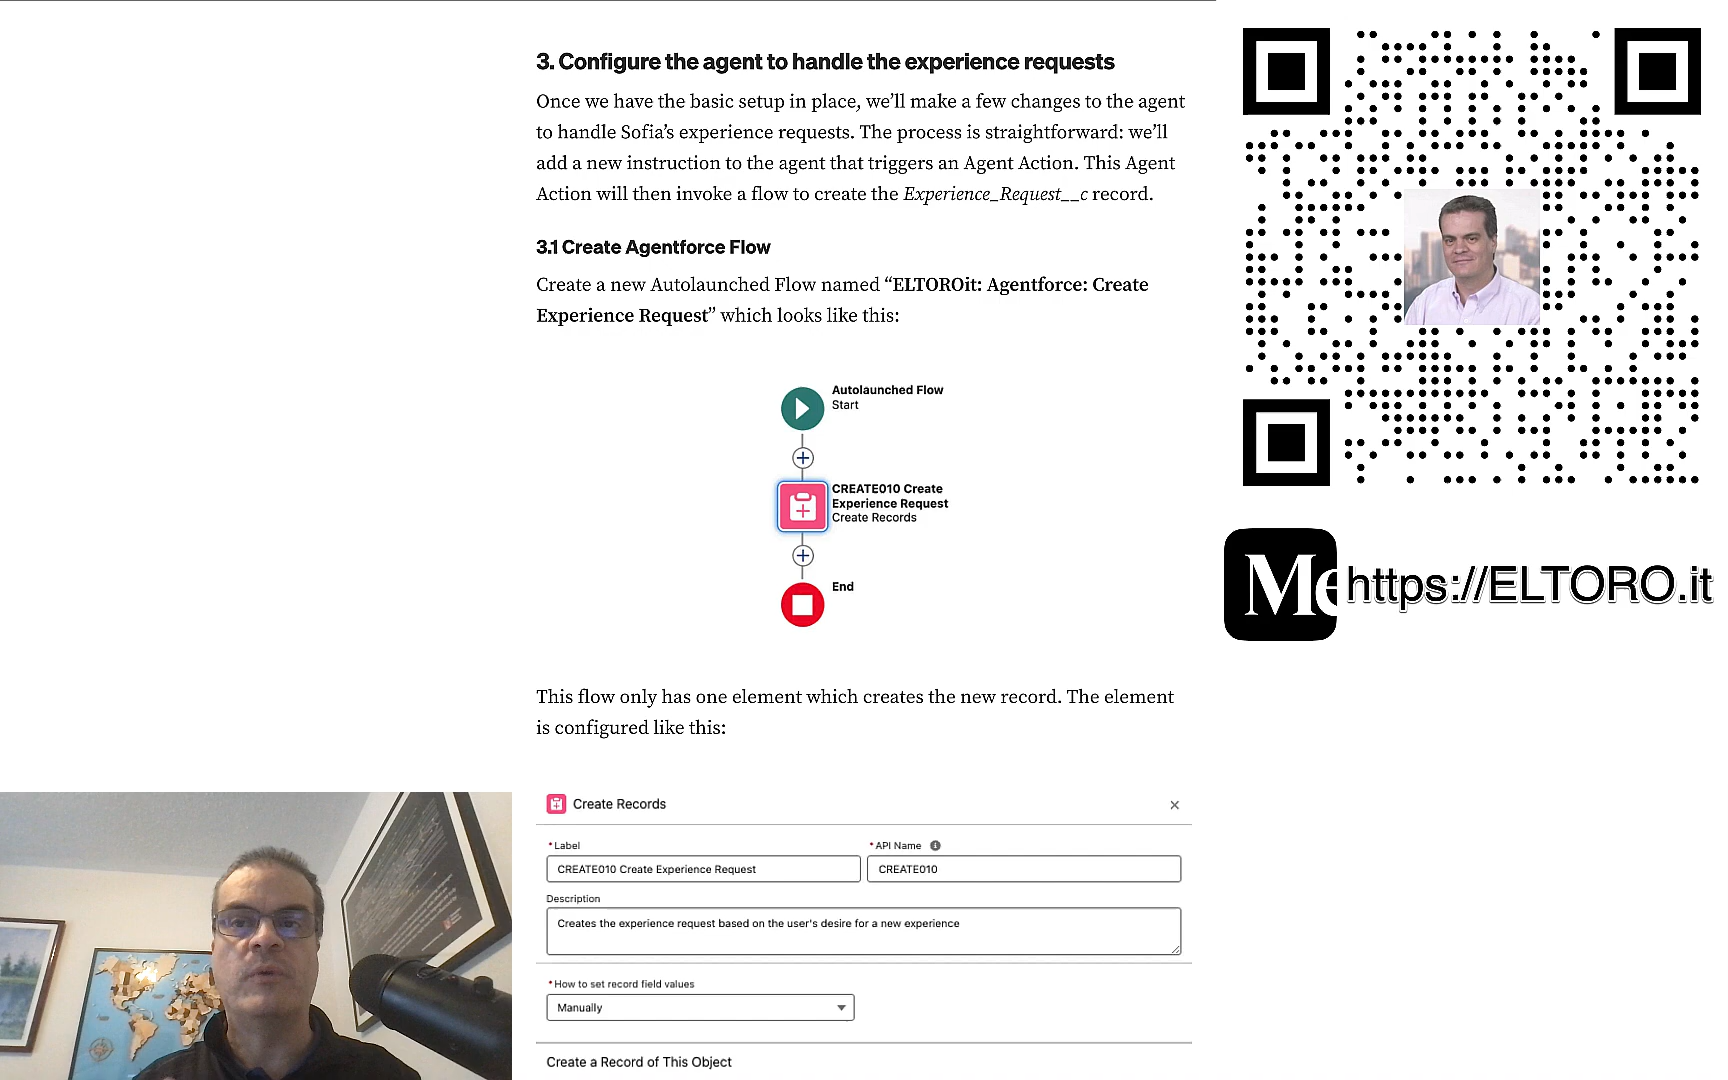 3. Configure the agent to handle the experience requests
Once we have the basic setup in place, we’ll make a few changes to the agent
to handle Sofia’s experience requests. The process is straightforward: we’ll
add a new instruction to the agent that triggers an Agent Action. This Agent
Action will then invoke a flow to create the Experience_Request__c record.
3.1 Create Agentforce Flow
Create a new Autolaunched Flow named “ELTOROit: Agentforce: Create
Experience Request” which looks like this:
Autolaunched Flow
Start
CREATE010 Create
Experience Request
Create Records
End
This flow only has one element which creates the new record. The element
is configured like this:
Create Records
* Label
* API Name
CREATE010 Create Experience Request
CREATE010
Description
Creates the experience request based on the user's desire for a new experience
* How to set record field values
Manually
Create a Record of This Object
Me
https://ELTORO.it